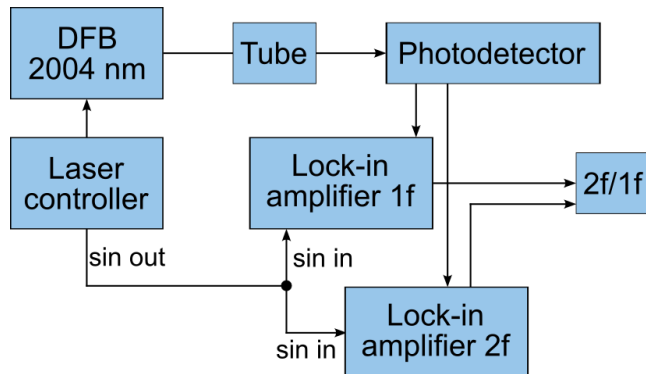 DFB
2004 nm
Tube
Photodetector
Laser
controller
Lock-in
amplifier 1f
2f/1f
sin out
sin in
sin in
Lock-in
amplifier 2f